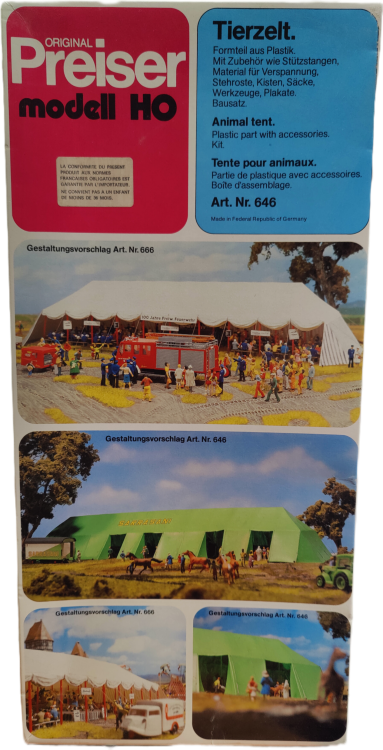 ORIGINAL
Preiser
modell HO
LA CONFORMITE DU PRESENT
PRODUIT AUX NORMES
FRANCAISES OBLIGATOIRES EST
GARANTIE PAR L'IMPORTATEUR.
NE CONVIENT PAS A UN ENFANT
DE MOINS DE 36 MOIS.
Tierzelt.
Formteil aus Plastik.
Mit Zubehör wie Stützstangen,
Material für Verspannung,
Stehroste, Kisten, Säcke,
Werkzeuge, Plakate.
Bausatz.
Animal tent.
Plastic part with accessories.
Kit.
Tente pour animaux.
Partie de plastique avec accessoires.
Boîte d'assemblage.
Art. Nr. 646
Made in Federal Republic of Germany
Gestaltungsvorschlag Art. Nr. 666
Gestaltungsvorschlag Art. Nr. 646
Gestaltungsvorschlag Art. Nr. 666
Gestaltungsvorschlag Art. Nr. 646